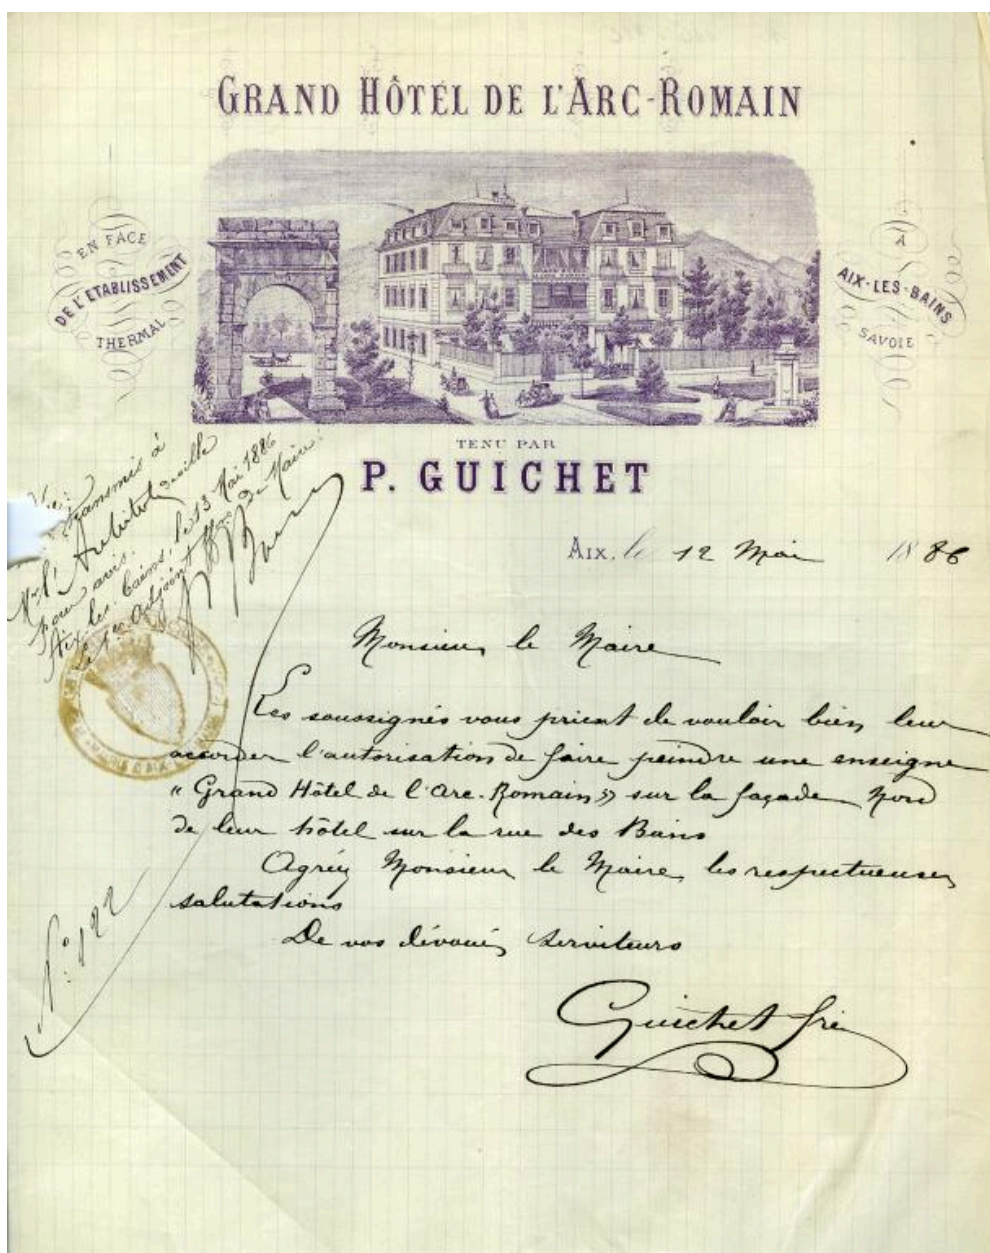 GRAND HÔTEL DE L'ARC-ROMAIN
EN FACE
DE L'ETABLISSEMENT
THERMAL
À
AIX-LES-BAINS
SAVOIE
TENU PAR
P. GUICHET
AIX, le 12 Mai 1886
Transmis à
Mr l'Architecte de ville
pour avis.
Aix-les-bains, le 13 Mai 1886
Adjoint de Maire
Monsieur le Maire
Les soussignés vous prient de vouloir bien leur
accorder l'autorisation de faire peindre une enseigne
" Grand Hôtel de l'Arc-Romain " sur la façade Nord
de leur hôtel sur la rue des Bains
Agréez Monsieur le Maire, les respectueuses
salutations
De vos dévoués serviteurs
Guichet
N° 122